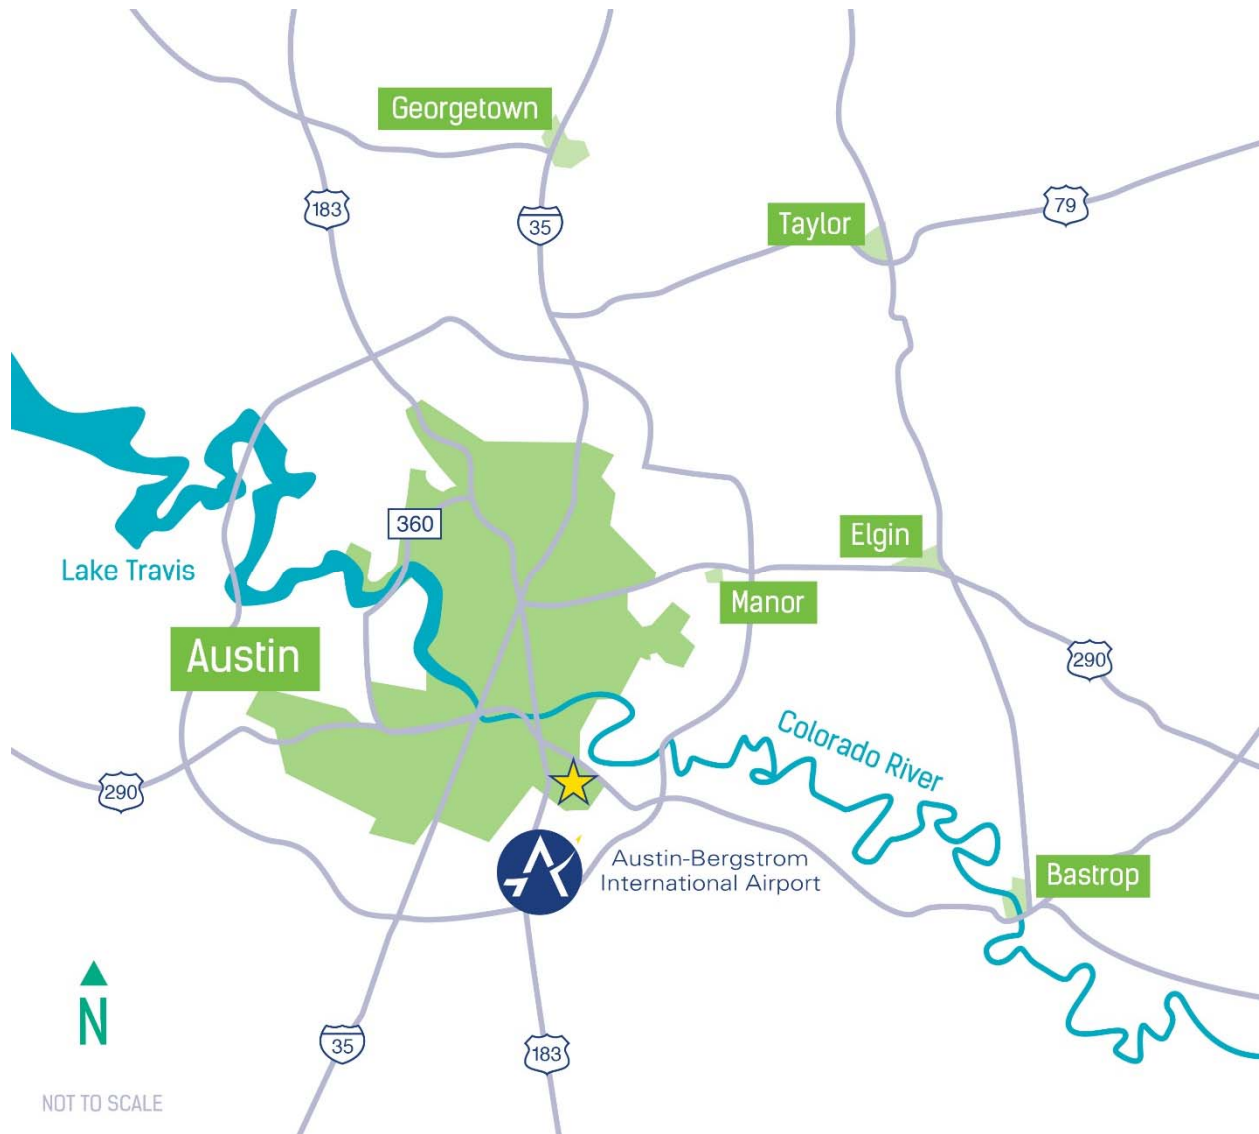 Georgetown
183
35
Taylor
79
360
Elgin
Lake Travis
Manor
Austin
290
Colorado River
290
Austin-Bergstrom
International Airport
Bastrop
N
35
183
NOT TO SCALE